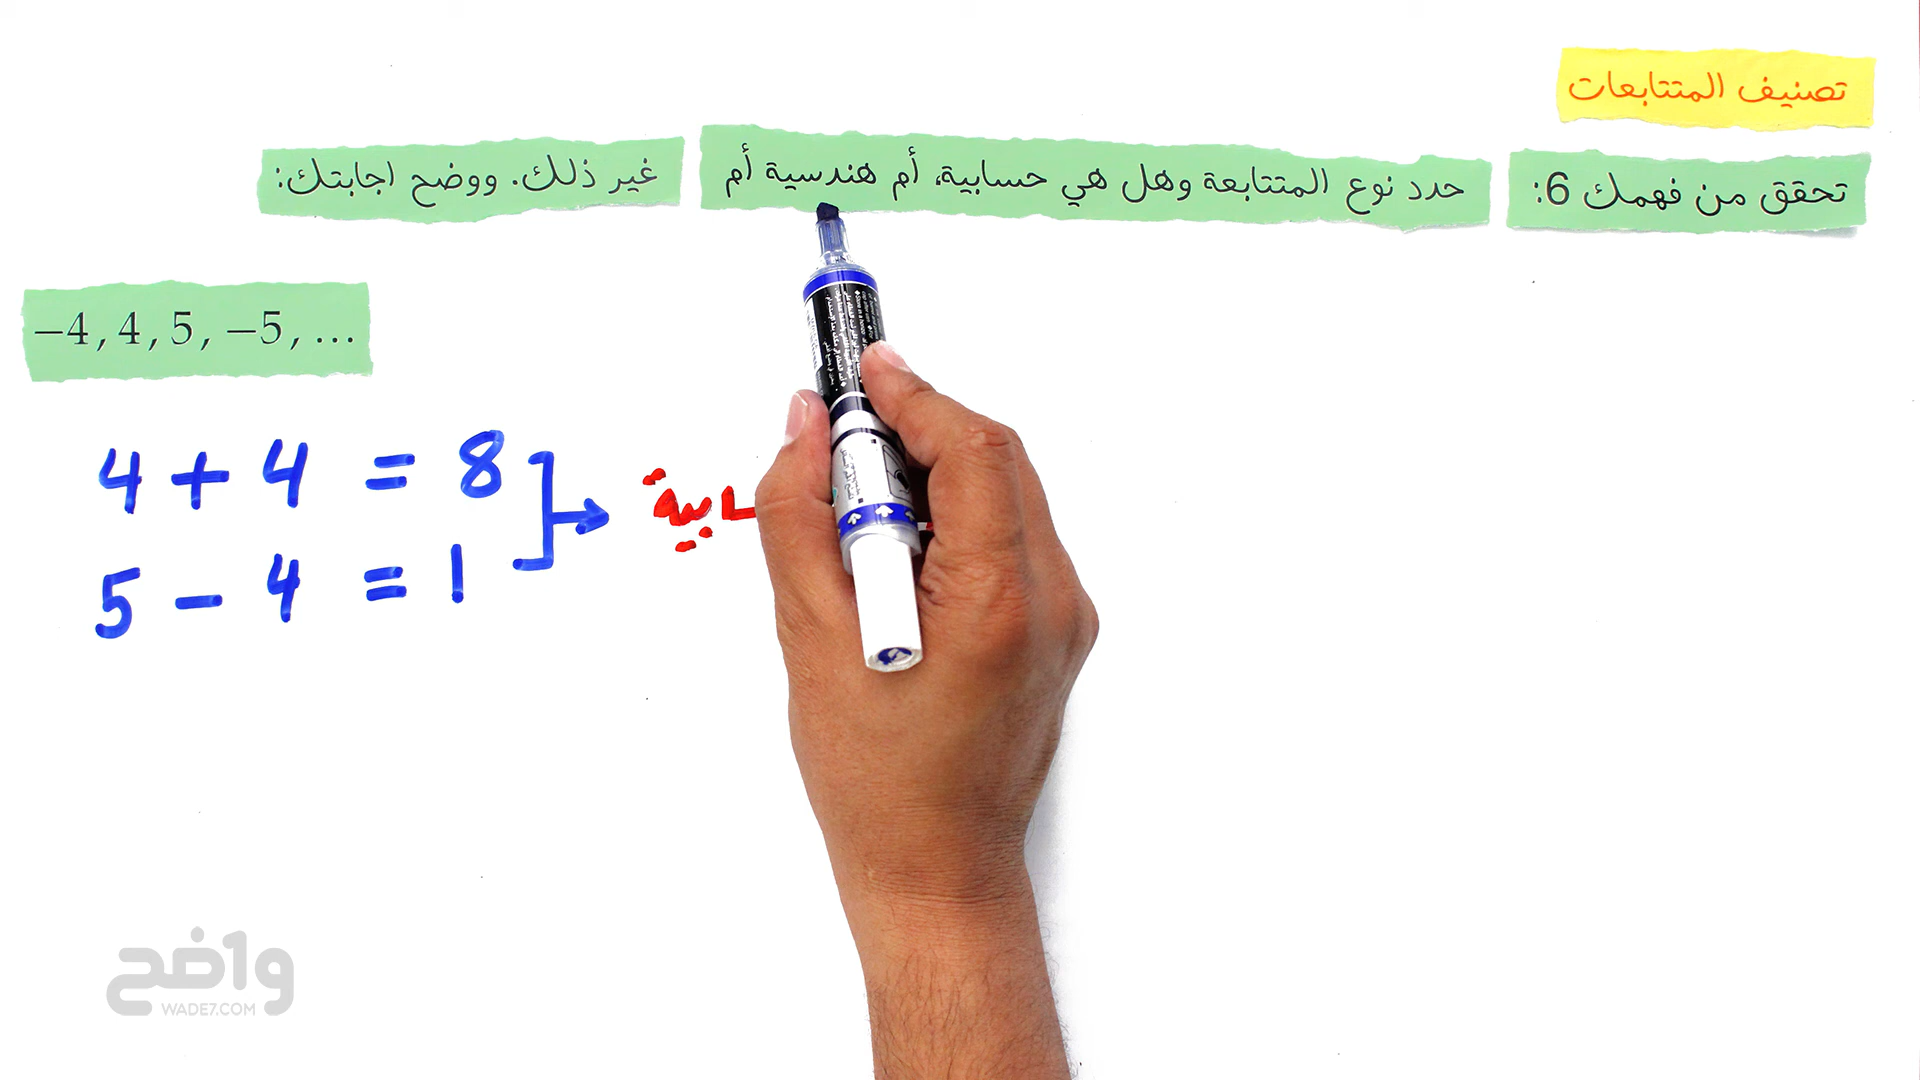 تصنيف المتتابعات
تحقق من فهمك 6: حدد نوع المتتابعة وهل هي حسابية، أم هندسية أم غير ذلك. ووضح اجابتك:
−4, 4, 5, −5, ...
4 + 4 = 8
5 − 4 = 1
واضح
WADE7.COM